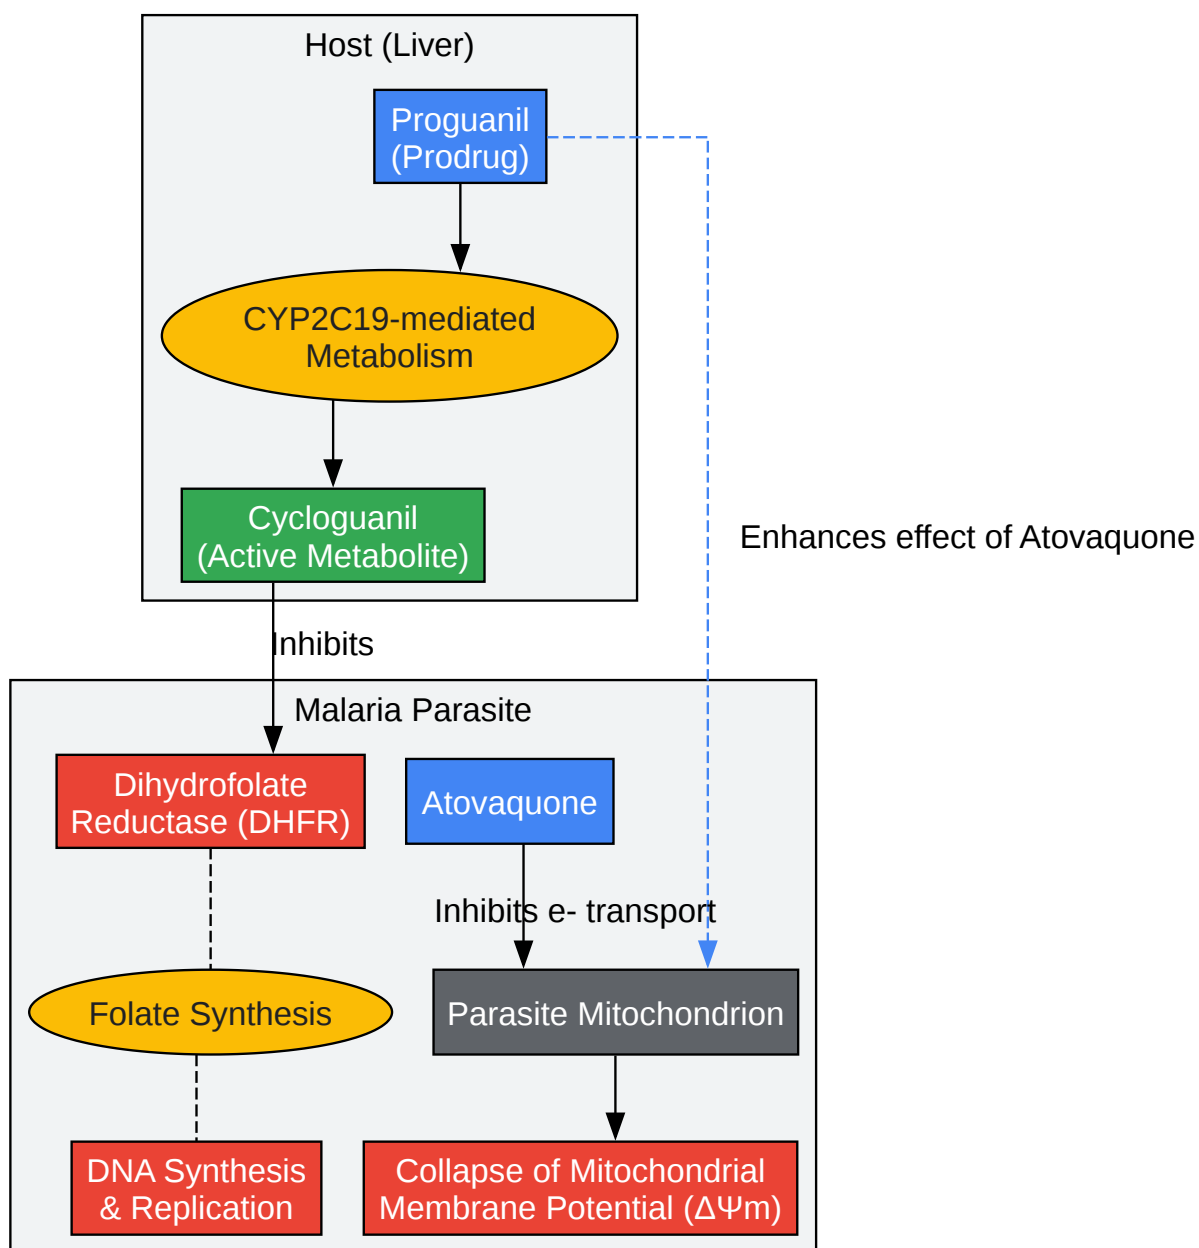 Host (Liver)
Proguanil
(Prodrug)
CYP2C19-mediated
Metabolism
Cycloguanil
(Active Metabolite)
Enhances effect of Atovaquone
Inhibits
Malaria Parasite
Dihydrofolate
Reductase (DHFR)
Atovaquone
Inhibits e- transport
Folate Synthesis
Parasite Mitochondrion
DNA Synthesis
& Replication
Collapse of Mitochondrial
Membrane Potential (ΔΨm)